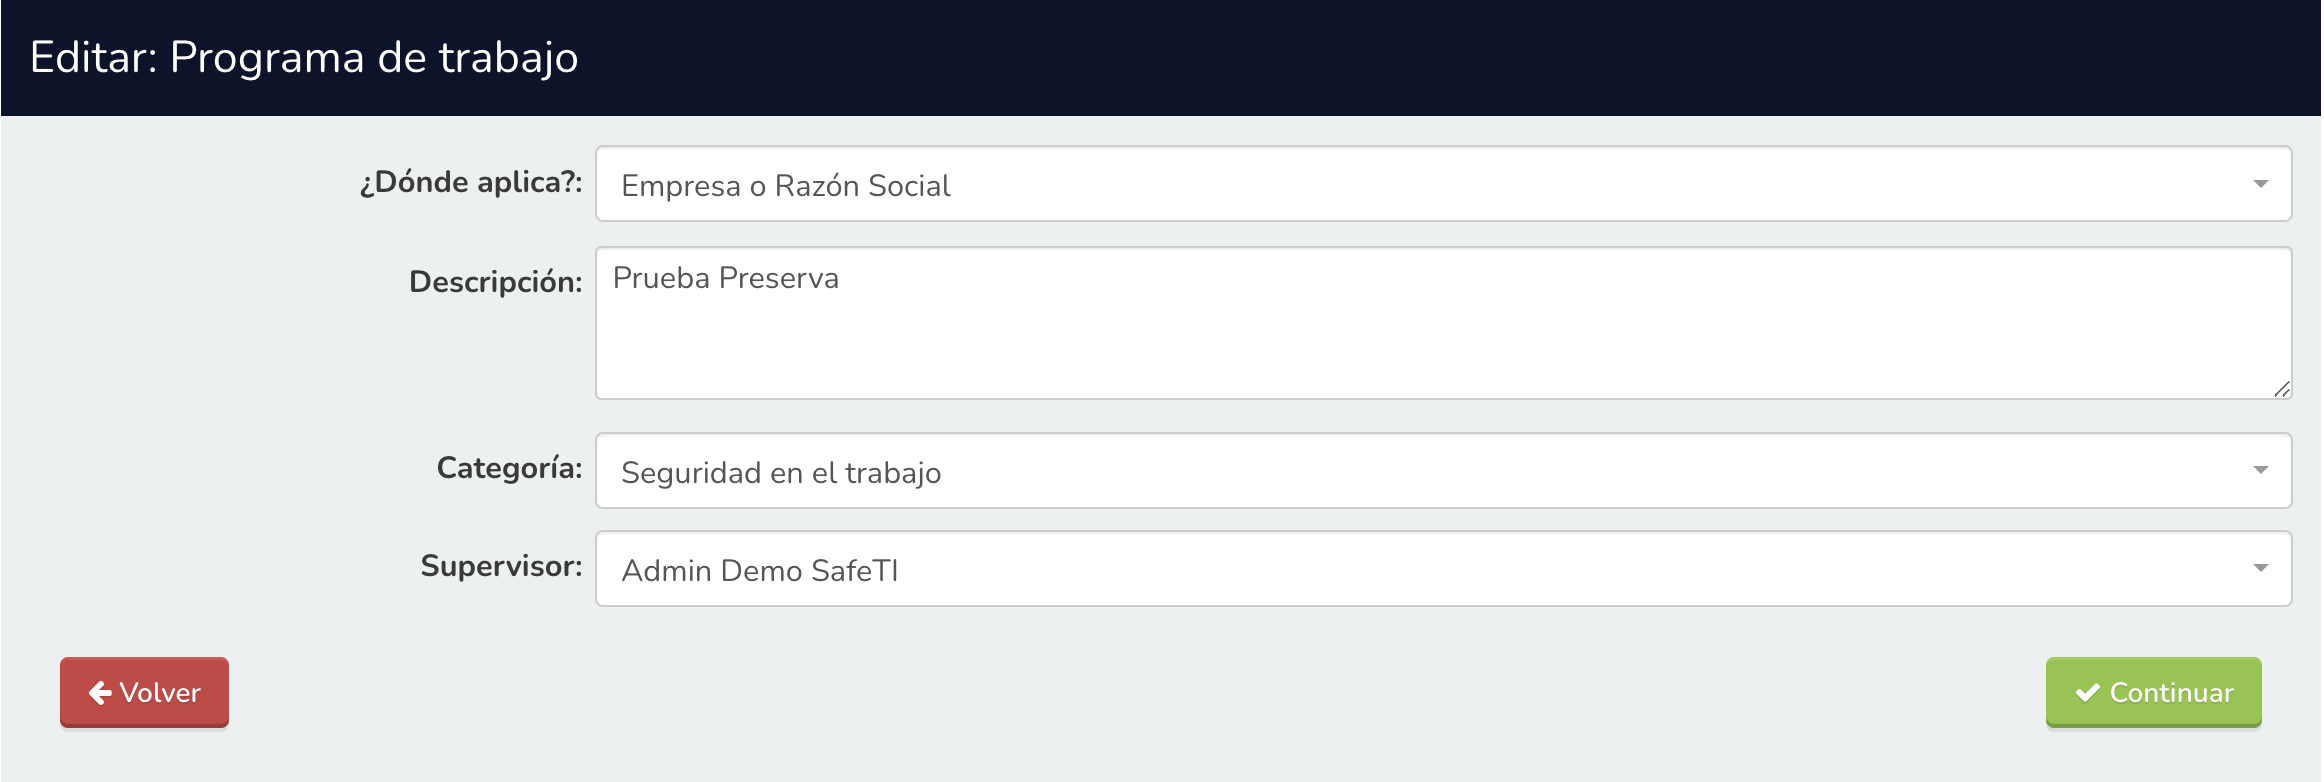 Editar: Programa de trabajo
¿Dónde aplica?: Empresa o Razón Social
Descripción: Prueba Preserva
Categoría: Seguridad en el trabajo
Supervisor: Admin Demo SafeTI
Volver Continuar